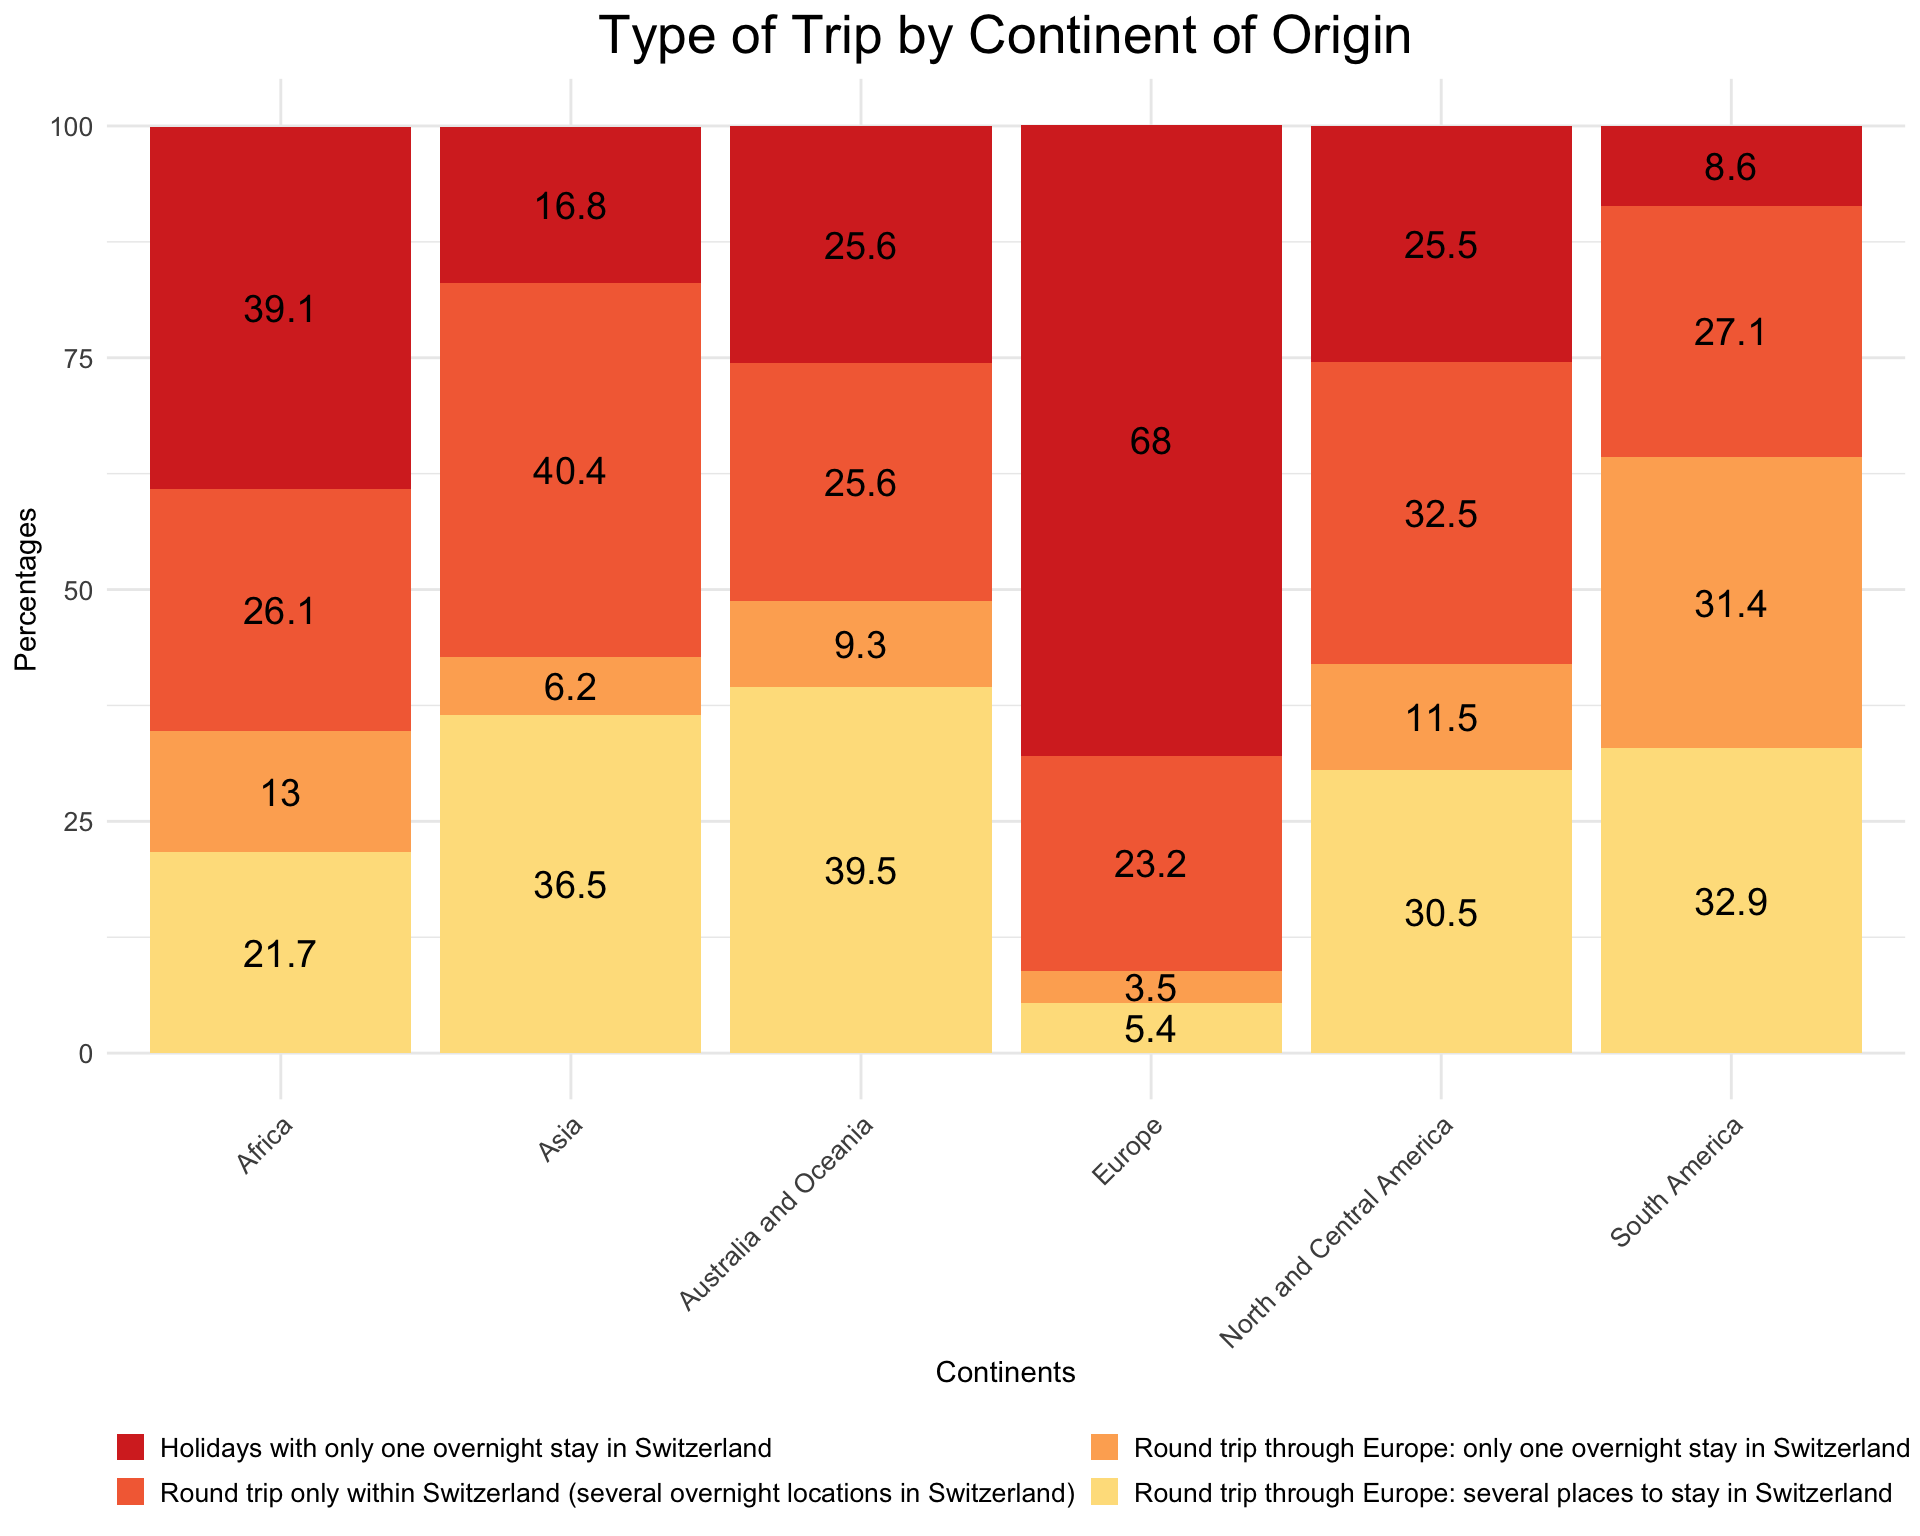 Type of Trip by Continent of Origin
Percentages
100
75
50
25
0
39.1
26.1
13
21.7
16.8
40.4
6.2
36.5
25.6
25.6
9.3
39.5
68
23.2
3.5
5.4
25.5
32.5
11.5
30.5
8.6
27.1
31.4
32.9
Africa
Asia
Australia and Oceania
Europe
North and Central America
South America
Continents
Holidays with only one overnight stay in Switzerland
Round trip only within Switzerland (several overnight locations in Switzerland)
Round trip through Europe: only one overnight stay in Switzerland
Round trip through Europe: several places to stay in Switzerland